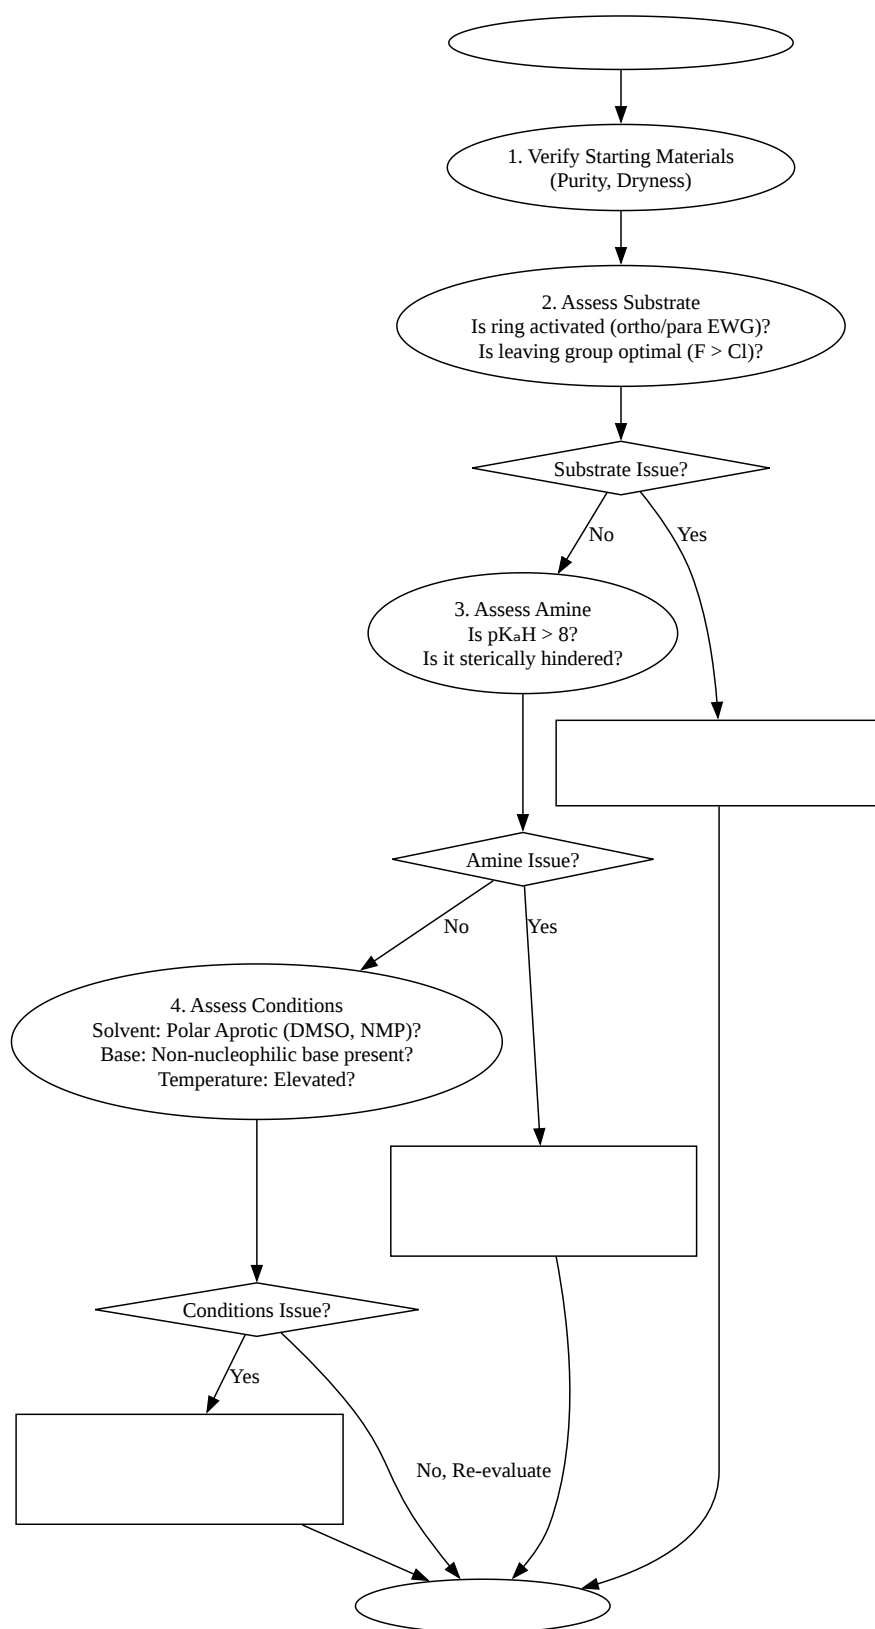 1. Verify Starting Materials
(Purity, Dryness)
2. Assess Substrate
Is ring activated (ortho/para EWG)?
Is leaving group optimal (F > Cl)?
Substrate Issue?
No
Yes
3. Assess Amine
Is pKₐH > 8?
Is it sterically hindered?
Amine Issue?
No
Yes
4. Assess Conditions
Solvent: Polar Aprotic (DMSO, NMP)?
Base: Non-nucleophilic base present?
Temperature: Elevated?
Conditions Issue?
Yes
No, Re-evaluate